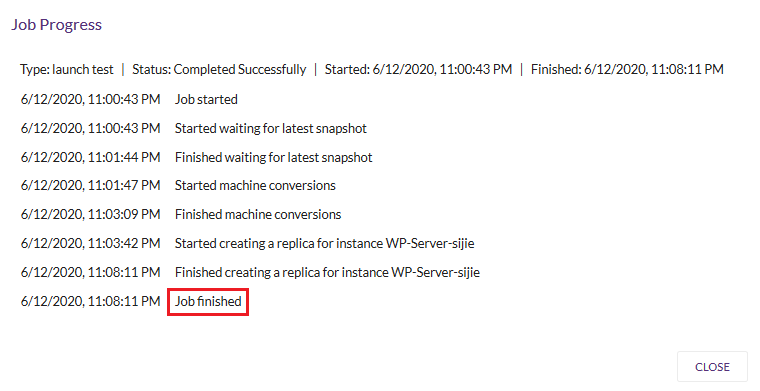 Job Progress
Type: launch test | Status: Completed Successfully | Started: 6/12/2020, 11:00:43 PM | Finished: 6/12/2020, 11:08:11 PM
6/12/2020, 11:00:43 PM Job started
6/12/2020, 11:00:43 PM Started waiting for latest snapshot
6/12/2020, 11:01:44 PM Finished waiting for latest snapshot
6/12/2020, 11:01:47 PM Started machine conversions
6/12/2020, 11:03:09 PM Finished machine conversions
6/12/2020, 11:03:42 PM Started creating a replica for instance WP-Server-sijie
6/12/2020, 11:08:11 PM Finished creating a replica for instance WP-Server-sijie
6/12/2020, 11:08:11 PM Job finished
CLOSE